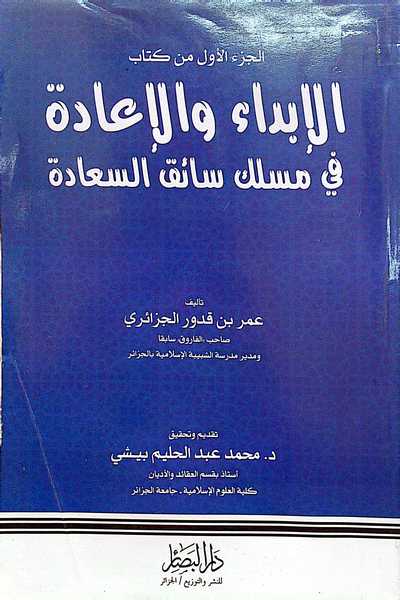 الجزء الأول من كتاب
الإبداء والإعادة
في مسلك سائق السعادة
تأليف
عمر بن قدور الجزائري
صاحب «الفاروق» سابقا
ومدير مدرسة الشبيبة الإسلامية بالجزائر
تقديم وتحقيق
د. محمد عبد الحليم بيشي
أستاذ بقسم العقائد والأديان
كلية العلوم الإسلامية - جامعة الجزائر
دار البصائر
للنشر والتوزيع / الجزائر